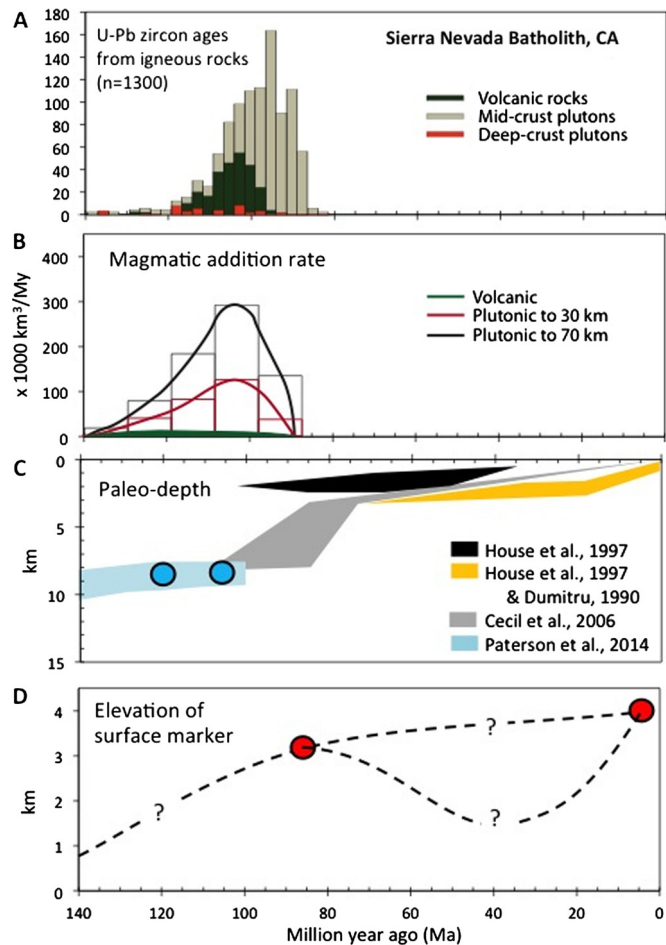 A
180
160
140
120
100
80
60
40
20
0
U-Pb zircon ages
from igneous rocks
(n=1300)
Sierra Nevada Batholith, CA
Volcanic rocks
Mid-crust plutons
Deep-crust plutons
B
x 1000 km³/My
400
300
200
100
0
Magmatic addition rate
Volcanic
Plutonic to 30 km
Plutonic to 70 km
C
km
0
5
10
15
Paleo-depth
House et al., 1997
House et al., 1997
& Dumitru, 1990
Cecil et al., 2006
Paterson et al., 2014
D
km
4
3
2
1
0
Elevation of
surface marker
?
?
?
140 120 100 80 60 40 20 0
Million year ago (Ma)